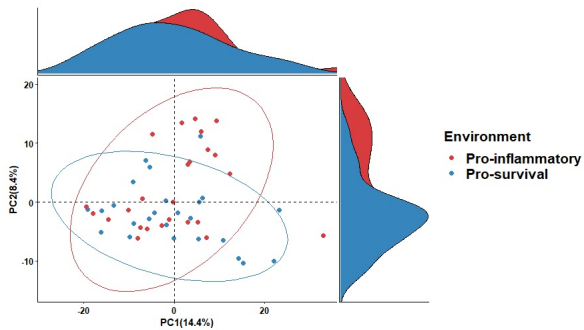 20
10
0
-10
PC2(8.4%)
-20
0
20
PC1(14.4%)
Environment
Pro-inflammatory
Pro-survival